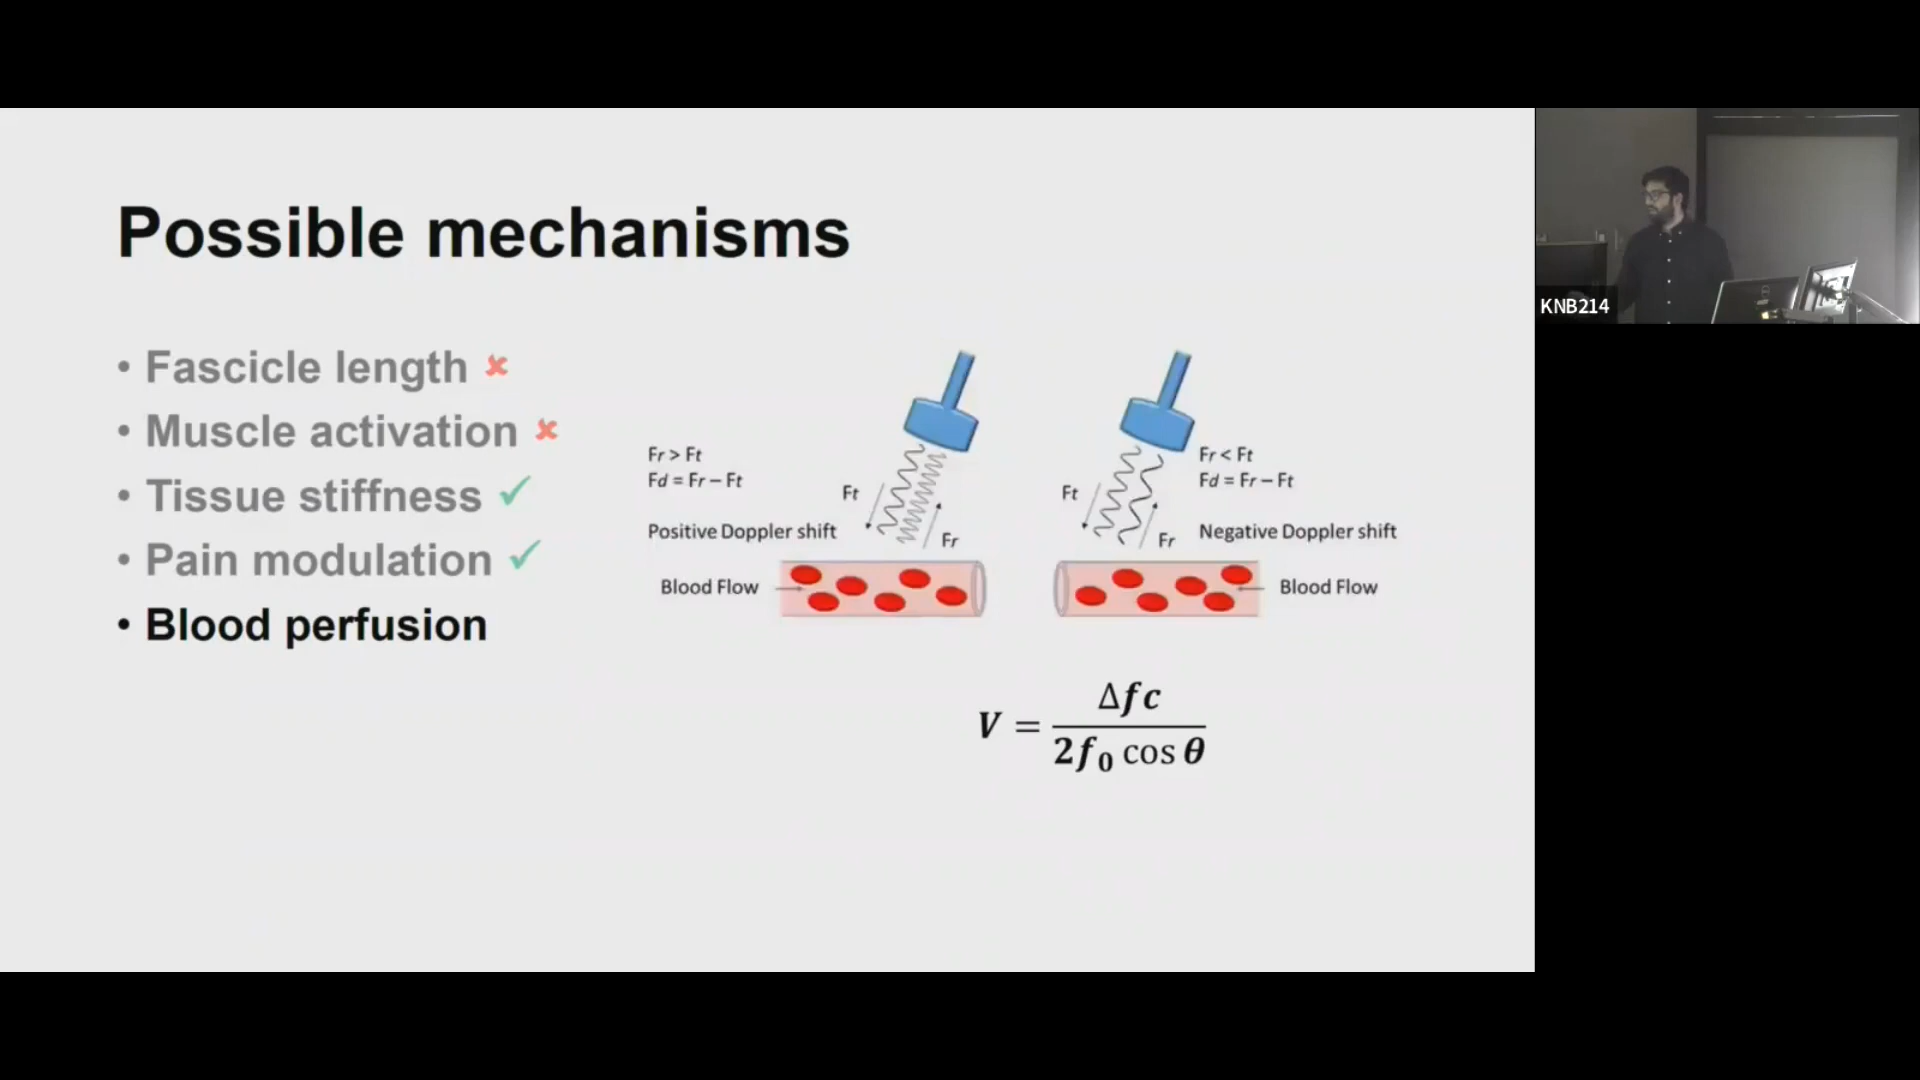 Possible mechanisms
• Fascicle length ✘
• Muscle activation ✘
• Tissue stiffness ✓
• Pain modulation ✓
• Blood perfusion
Fr > Ft
Fd = Fr – Ft
Ft
Positive Doppler shift
Fr
Blood Flow
Fr < Ft
Fd = Fr – Ft
Ft
Negative Doppler shift
Fr
Blood Flow
V = Δfc / 2f₀ cos θ
KNB214